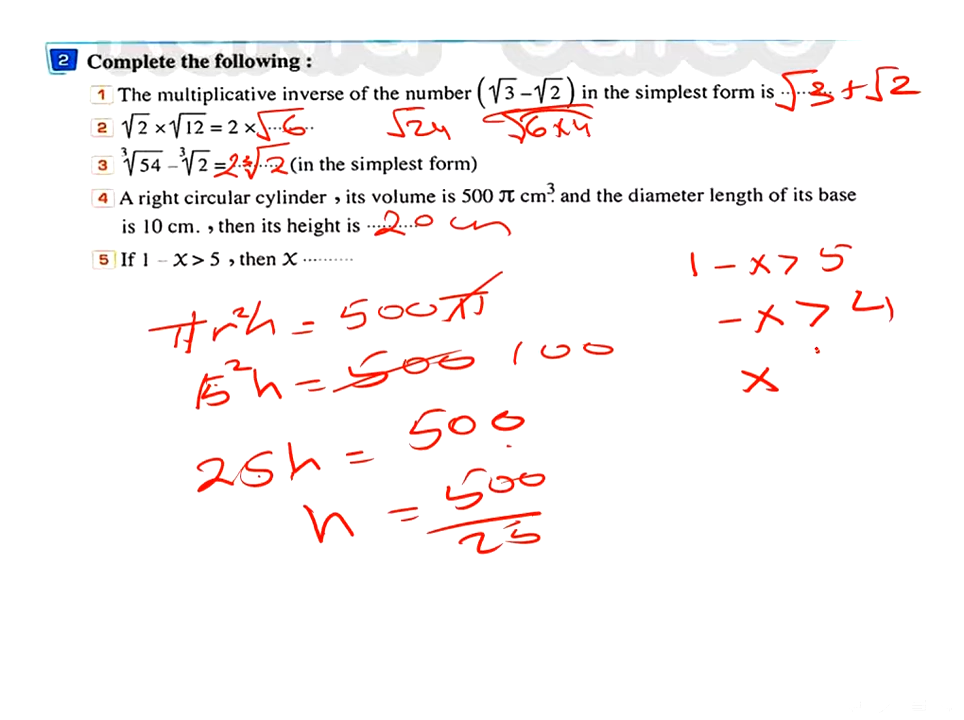 2 Complete the following :
1 The multiplicative inverse of the number (√3 − √2) in the simplest form is √3 + √2
2 √2 × √12 = 2 × √6 √24 √6×4
3 ∛54 − ∛2 = 2∛2 (in the simplest form)
4 A right circular cylinder , its volume is 500 π cm³. and the diameter length of its base
is 10 cm. , then its height is 20 cm
5 If 1 − X > 5 , then X ..........
1 − x > 5
πr²h = 500π
− x > 4
5²h = 500 100
x
25h = 500
h = 500/25